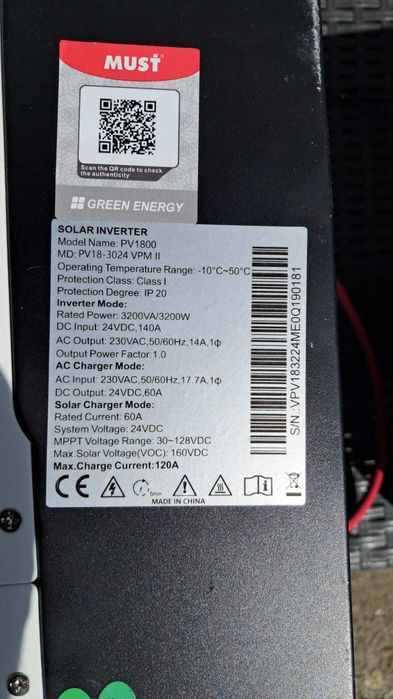 MUST
Scan the QR code to check
the authenticity
GREEN ENERGY
SOLAR INVERTER
Model Name: PV1800
MD: PV18-3024 VPM II
Operating Temperature Range: -10°C~50°C
Protection Class: Class I
Protection Degree: IP 20
Inverter Mode:
Rated Power: 3200VA/3200W
DC Input: 24VDC,140A
AC Output: 230VAC,50/60HZ,14A,1ϕ
Output Power Factor:1.0
AC Charger Mode:
AC Input: 230VAC,50/60HZ,17.7A,1ϕ
DC Output: 24VDC,60A
Solar Charger Mode:
Rated Current: 60A
System Voltage: 24VDC
MPPT Voltage Range: 30~128VDC
Max.Solar Voltage(VOC): 160VDC
Max.Charge Current:120A
CE
5min
MADE IN CHINA
S/N:VPV183224ME0Q190181